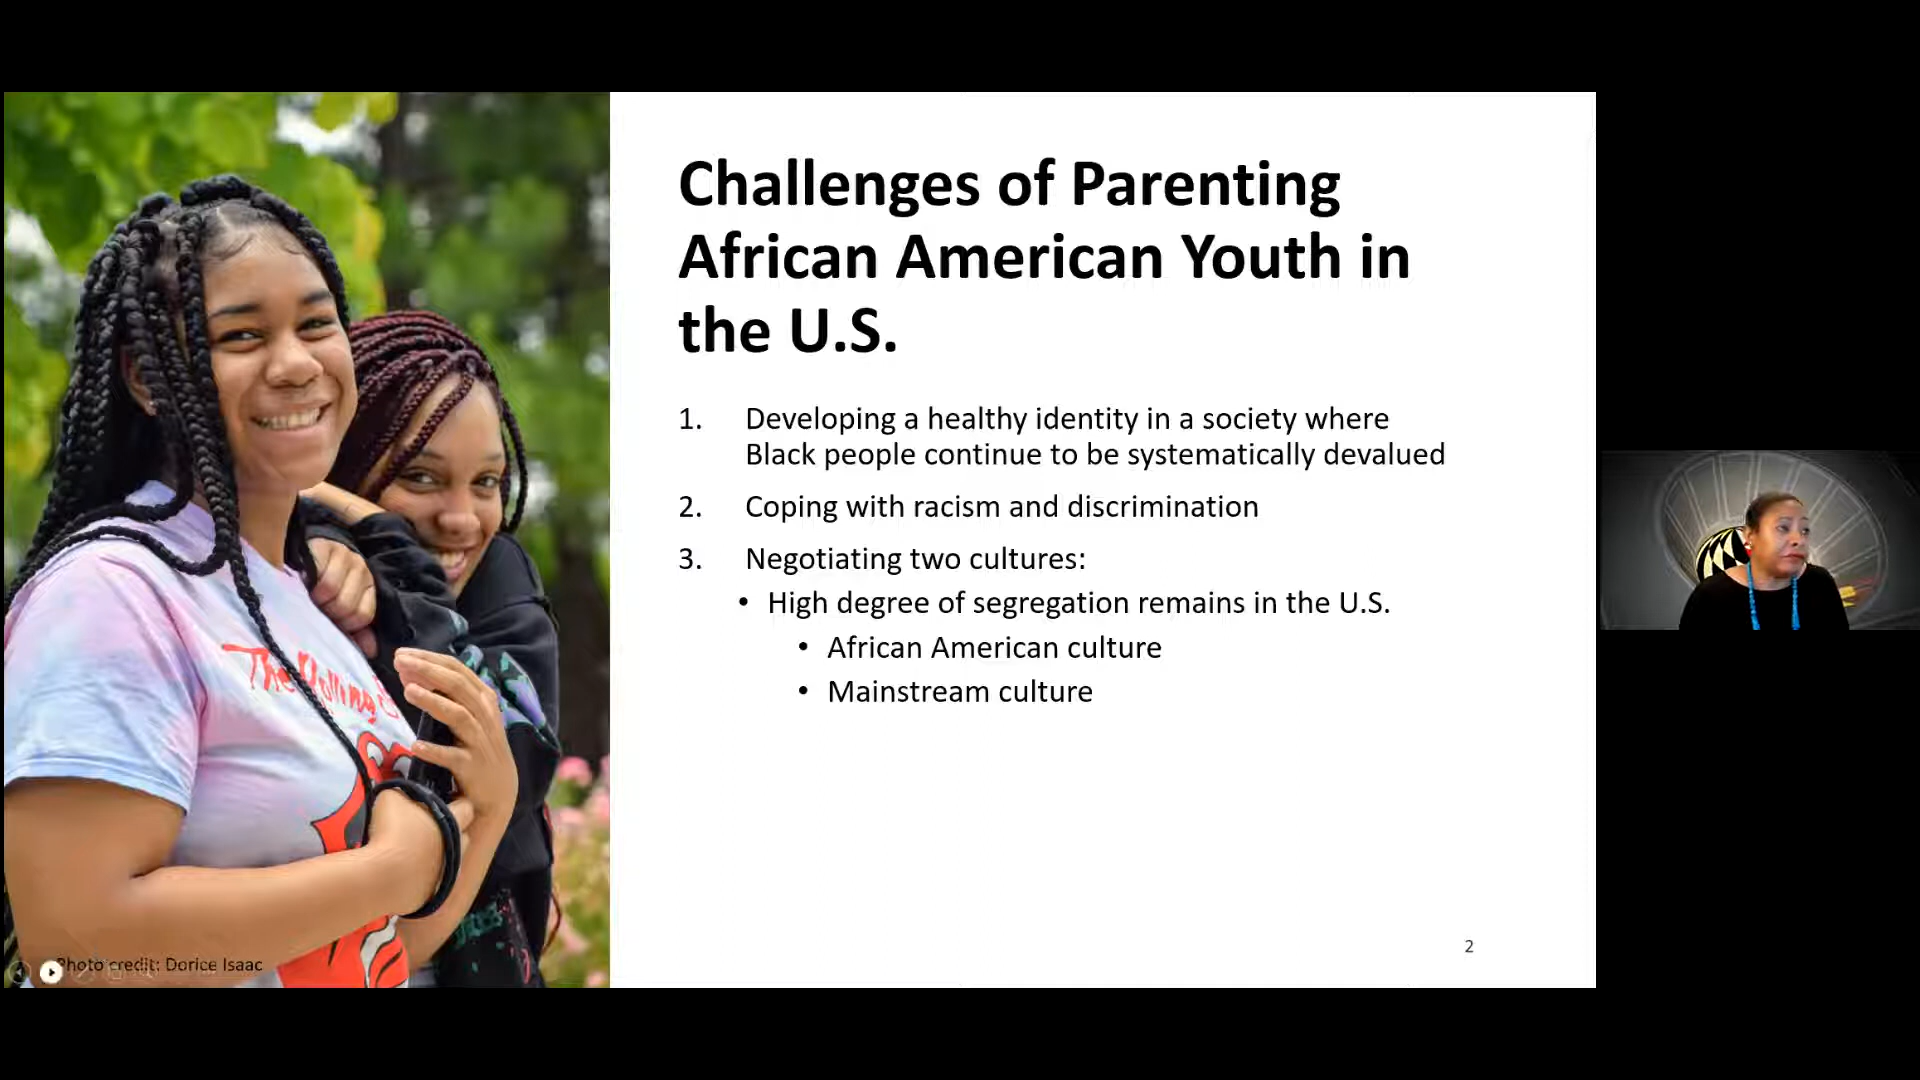 Challenges of Parenting
African American Youth in
the U.S.
1. Developing a healthy identity in a society where
Black people continue to be systematically devalued
2. Coping with racism and discrimination
3. Negotiating two cultures:
• High degree of segregation remains in the U.S.
• African American culture
• Mainstream culture
The Rolling
Photo credit: Dorice Isaac
2